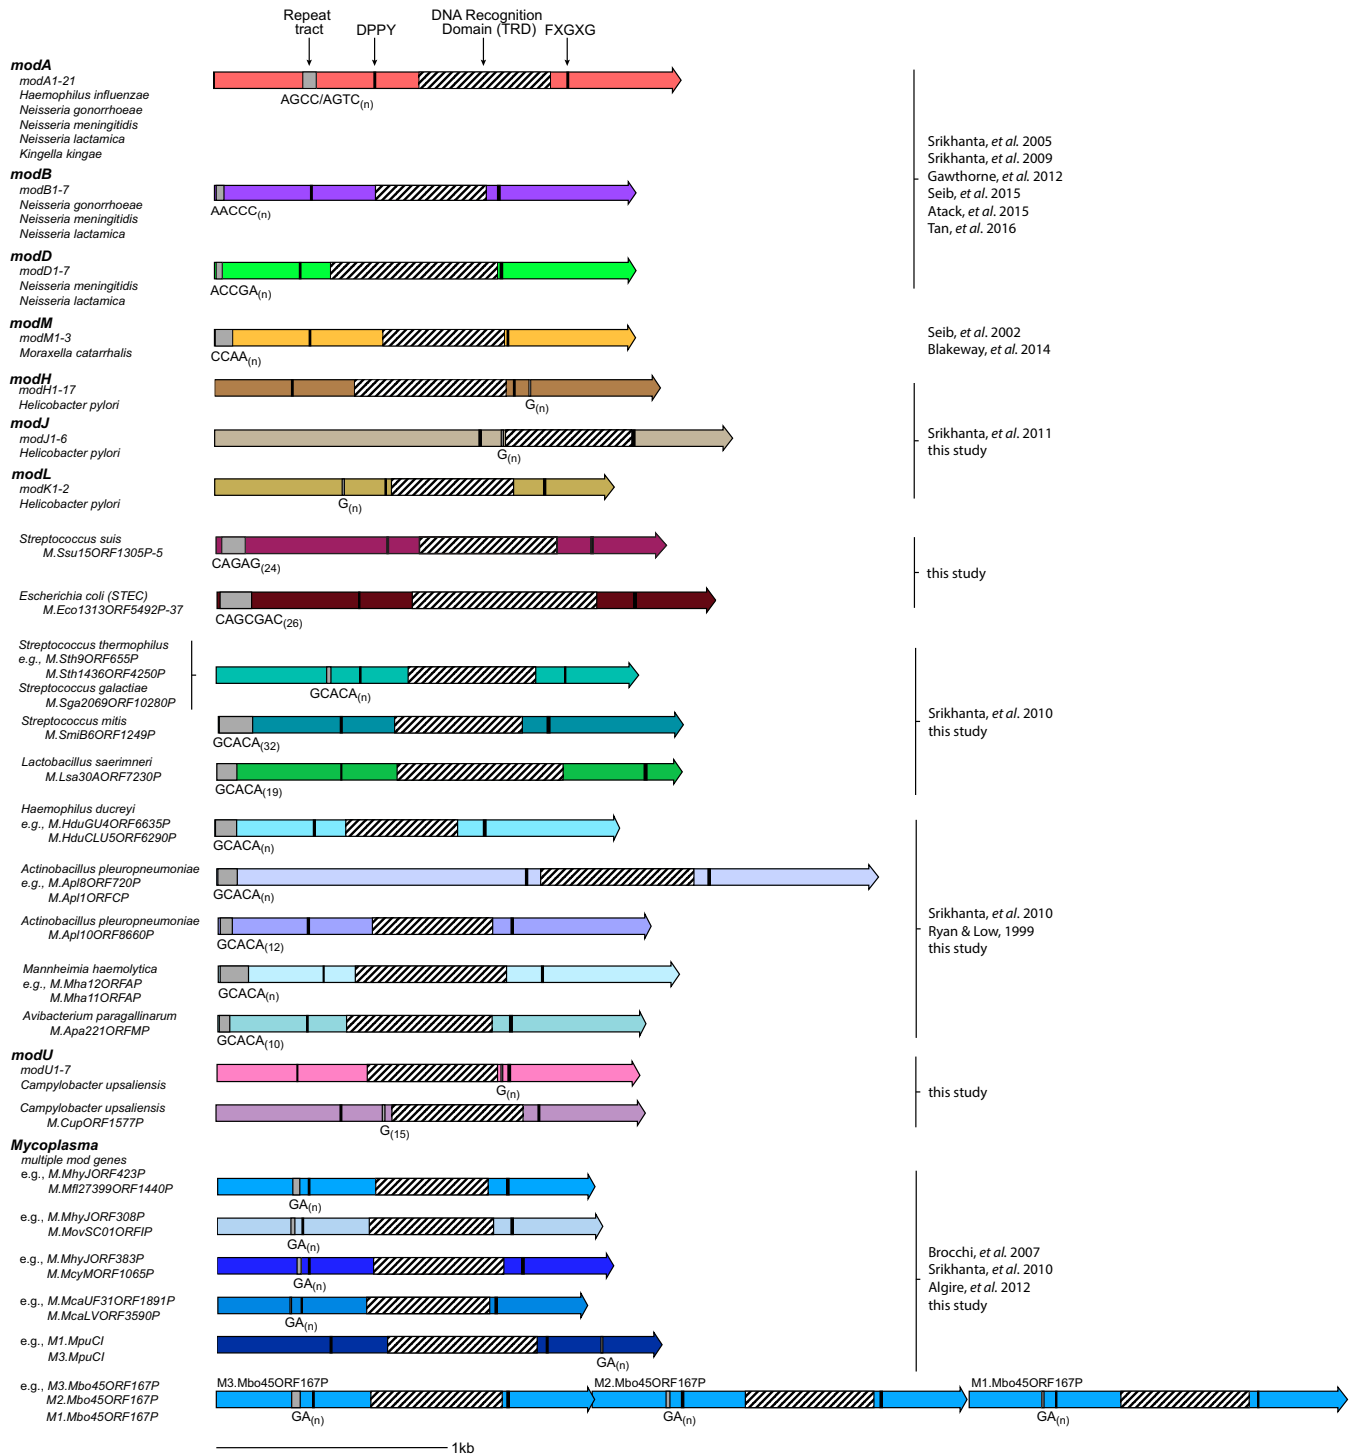 Repeat
tract
DPPY
DNA Recognition
Domain (TRD)
FXGXG
modA
modA1-21
Haemophilus influenzae
Neisseria gonorrhoeae
Neisseria meningitidis
Neisseria lactamica
Kingella kingae
AGCC/AGTC(n)
modB
modB1-7
Neisseria gonorrhoeae
Neisseria meningitidis
Neisseria lactamica
AACCC(n)
modD
modD1-7
Neisseria meningitidis
Neisseria lactamica
ACCGA(n)
Srikhanta, et al. 2005
Srikhanta, et al. 2009
Gawthorne, et al. 2012
Seib, et al. 2015
Atack, et al. 2015
Tan, et al. 2016
modM
modM1-3
Moraxella catarrhalis
CCAA(n)
Seib, et al. 2002
Blakeway, et al. 2014
modH
modH1-17
Helicobacter pylori
G(n)
modJ
modJ1-6
Helicobacter pylori
G(n)
modL
modK1-2
Helicobacter pylori
G(n)
Srikhanta, et al. 2011
this study
Streptococcus suis
M.Ssu15ORF1305P-5
CAGAG(24)
Escherichia coli (STEC)
M.Eco1313ORF5492P-37
CAGCGAC(26)
this study
Streptococcus thermophilus
e.g., M.Sth9ORF655P
M.Sth1436ORF4250P
Streptococcus galactiae
M.Sga2069ORF10280P
GCACA(n)
Streptococcus mitis
M.SmiB6ORF1249P
GCACA(32)
Lactobacillus saerimneri
M.Lsa30AORF7230P
GCACA(19)
Srikhanta, et al. 2010
this study
Haemophilus ducreyi
e.g., M.HduGU4ORF6635P
M.HduCLU5ORF6290P
GCACA(n)
Actinobacillus pleuropneumoniae
e.g., M.Apl8ORF720P
M.Apl1ORFCP
GCACA(n)
Actinobacillus pleuropneumoniae
M.Apl10ORF8660P
GCACA(12)
Mannheimia haemolytica
e.g., M.Mha12ORFAP
M.Mha11ORFAP
GCACA(n)
Avibacterium paragallinarum
M.Apa221ORFMP
GCACA(10)
Srikhanta, et al. 2010
Ryan & Low, 1999
this study
modU
modU1-7
Campylobacter upsaliensis
G(n)
Campylobacter upsaliensis
M.CupORF1577P
G(15)
this study
Mycoplasma
multiple mod genes
e.g., M.MhyJORF423P
M.Mfl27399ORF1440P
GA(n)
e.g., M.MhyJORF308P
M.MovSC01ORFIP
GA(n)
e.g., M.MhyJORF383P
M.McyMORF1065P
GA(n)
e.g., M.McaUF31ORF1891P
M.McaLVORF3590P
GA(n)
e.g., M1.MpuCI
M3.MpuCI
GA(n)
Brocchi, et al. 2007
Srikhanta, et al. 2010
Algire, et al. 2012
this study
e.g., M3.Mbo45ORF167P
M2.Mbo45ORF167P
M1.Mbo45ORF167P
M3.Mbo45ORF167P
M2.Mbo45ORF167P
M1.Mbo45ORF167P
GA(n)
GA(n)
GA(n)
1kb